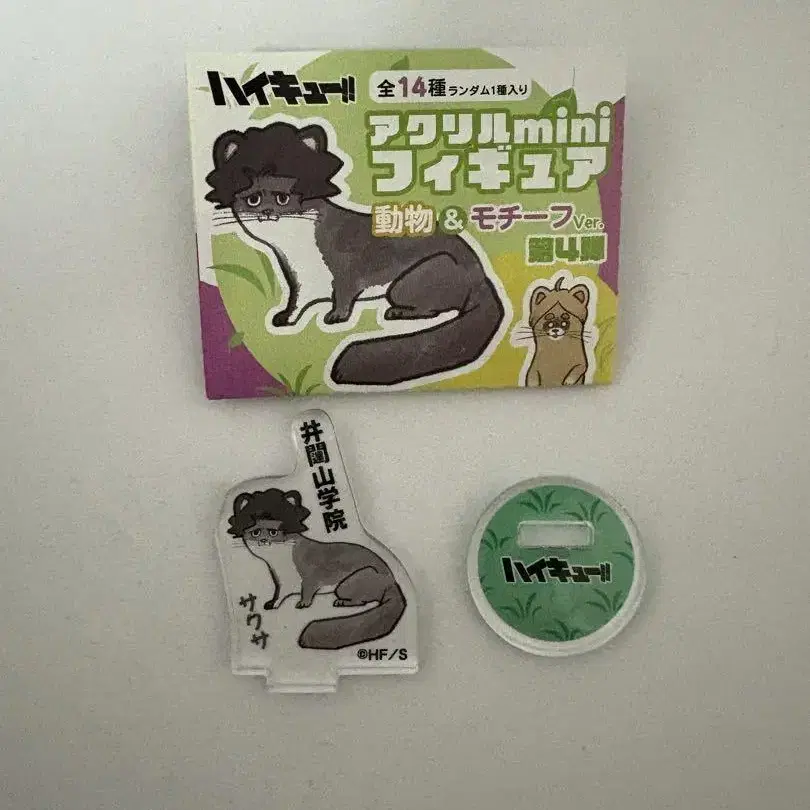 ハイキュー!!
全14種ランダム1種入り
アクリルmini
フィギュア
動物&モチーフVer.
第4弾
井闥山学院
サクサ
©HF/S
ハイキュー!!